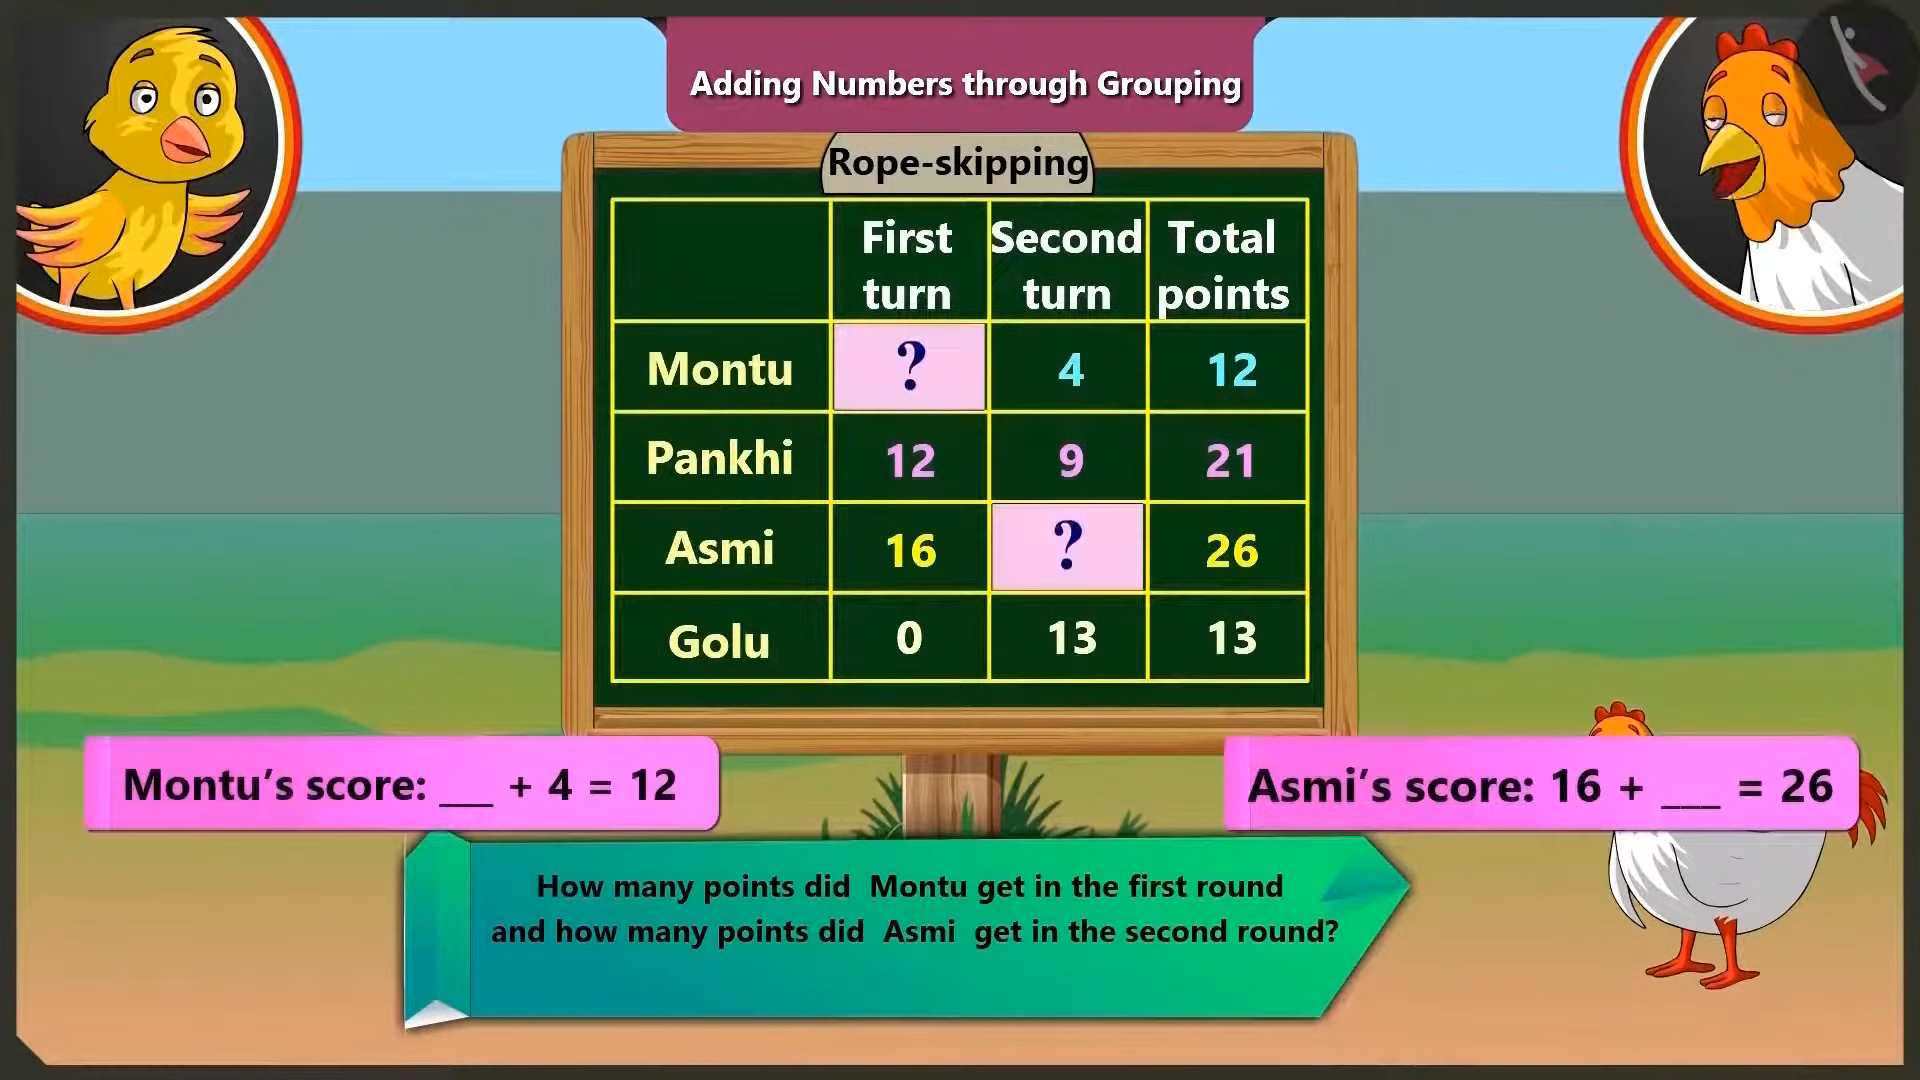 Adding Numbers through Grouping
Rope-skipping
First turn Second turn Total points
Montu ? 4 12
Pankhi 12 9 21
Asmi 16 ? 26
Golu 0 13 13
Montu’s score: ___ + 4 = 12
Asmi’s score: 16 + ___ = 26
How many points did Montu get in the first round
and how many points did Asmi get in the second round?